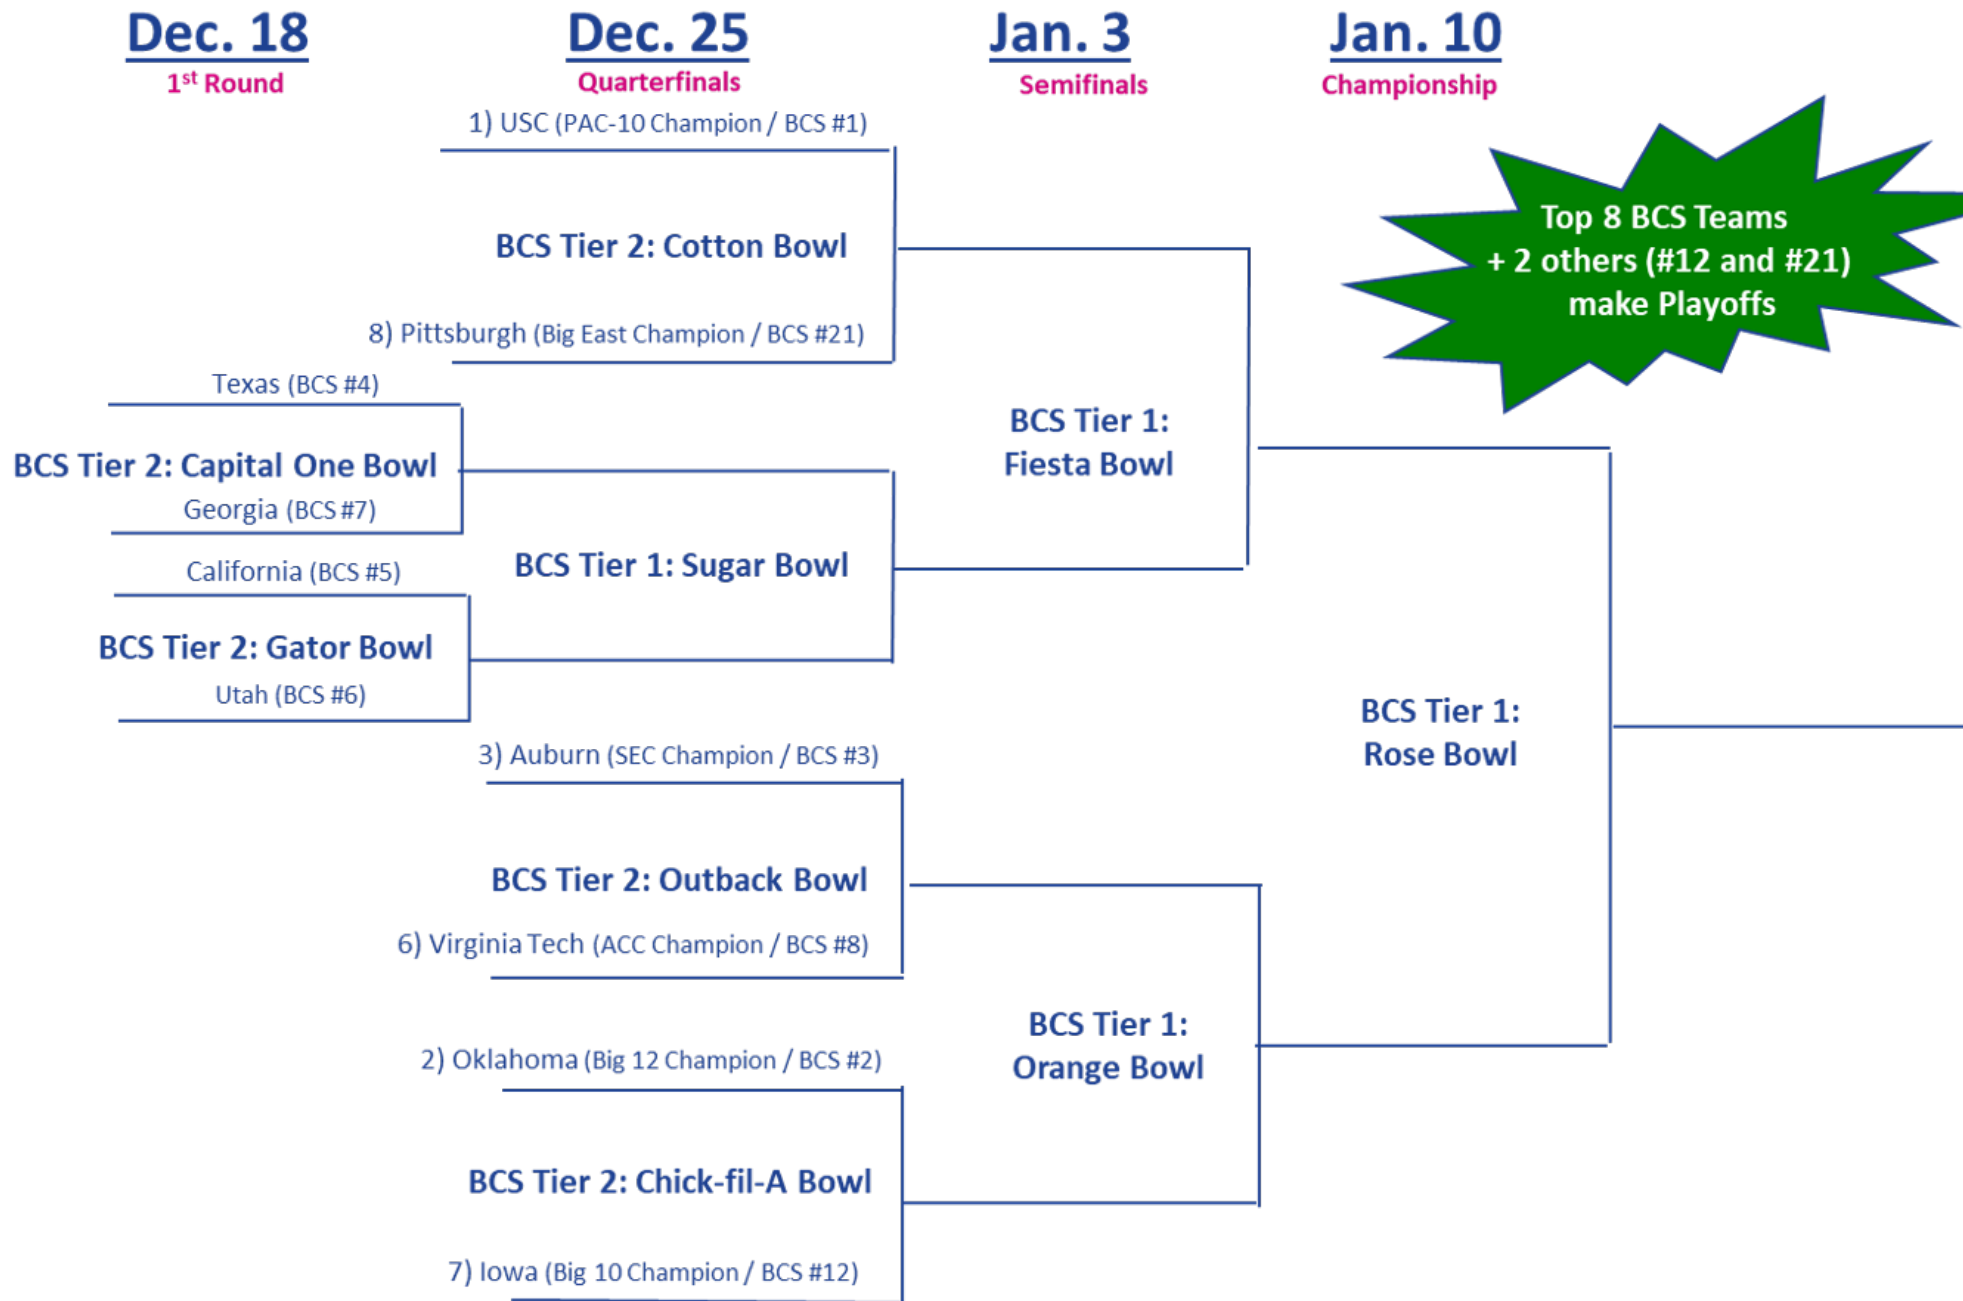 Dec. 18
1st Round
Dec. 25
Quarterfinals
Jan. 3
Semifinals
Jan. 10
Championship
1) USC (PAC-10 Champion / BCS #1)
BCS Tier 2: Cotton Bowl
8) Pittsburgh (Big East Champion / BCS #21)
Top 8 BCS Teams
+ 2 others (#12 and #21)
make Playoffs
Texas (BCS #4)
BCS Tier 2: Capital One Bowl
Georgia (BCS #7)
BCS Tier 1:
Fiesta Bowl
California (BCS #5)
BCS Tier 1: Sugar Bowl
BCS Tier 2: Gator Bowl
Utah (BCS #6)
BCS Tier 1:
Rose Bowl
3) Auburn (SEC Champion / BCS #3)
BCS Tier 2: Outback Bowl
6) Virginia Tech (ACC Champion / BCS #8)
BCS Tier 1:
Orange Bowl
2) Oklahoma (Big 12 Champion / BCS #2)
BCS Tier 2: Chick-fil-A Bowl
7) Iowa (Big 10 Champion / BCS #12)